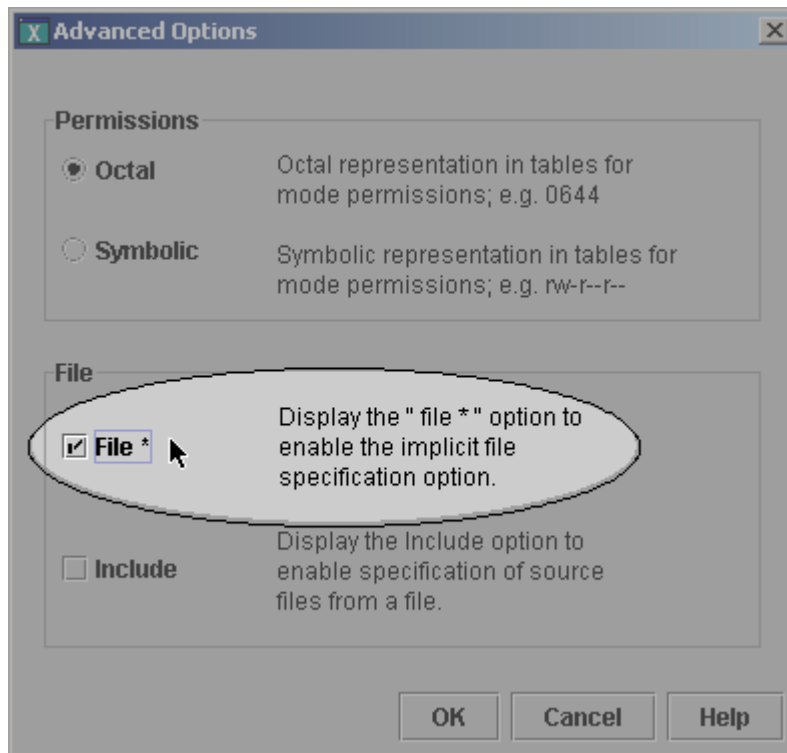 Advanced Options
Permissions
Octal
Octal representation in tables for
mode permissions; e.g. 0644
Symbolic
Symbolic representation in tables for
mode permissions; e.g. rw-r--r--
File
File *
Display the " file * " option to
enable the implicit file
specification option.
Include
Display the Include option to
enable specification of source
files from a file.
OK
Cancel
Help